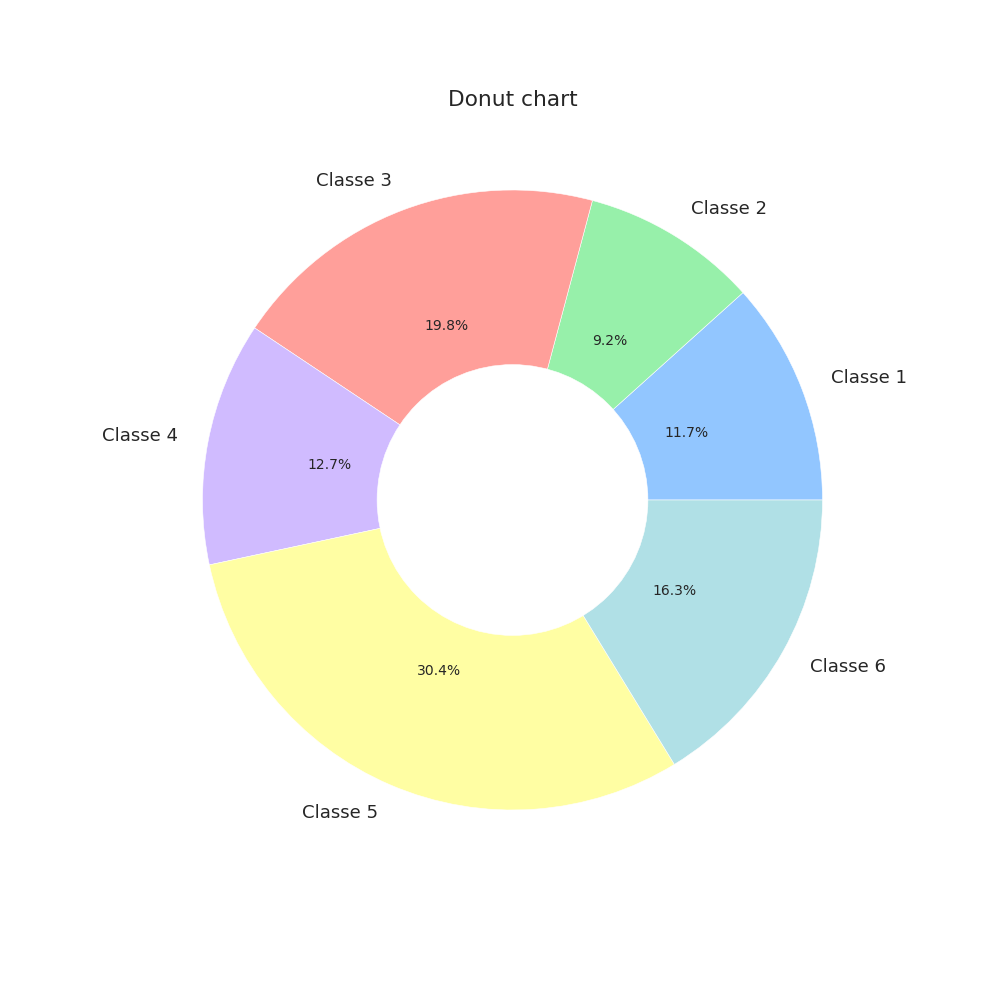 Donut chart
Classe 3
Classe 2
19.8%
9.2%
Classe 1
11.7%
Classe 4
12.7%
16.3%
30.4%
Classe 6
Classe 5